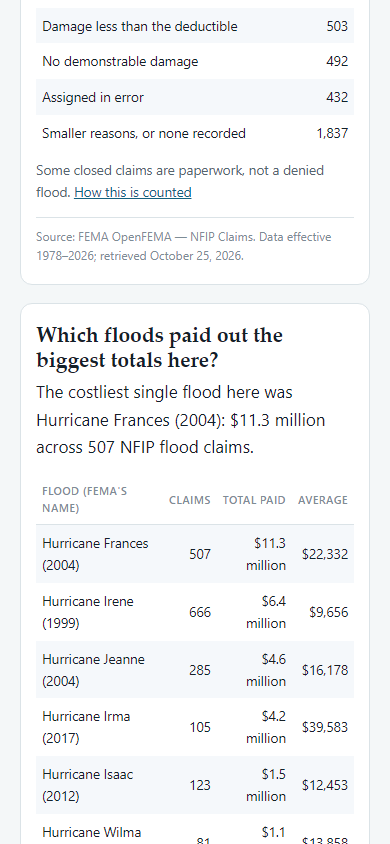 Damage less than the deductible 503
No demonstrable damage 492
Assigned in error 432
Smaller reasons, or none recorded 1,837
Some closed claims are paperwork, not a denied
flood. How this is counted
Source: FEMA OpenFEMA — NFIP Claims. Data effective
1978–2026; retrieved October 25, 2026.
Which floods paid out the
biggest totals here?
The costliest single flood here was
Hurricane Frances (2004): $11.3 million
across 507 NFIP flood claims.
FLOOD (FEMA'S
NAME) CLAIMS TOTAL PAID AVERAGE
Hurricane Frances
(2004) 507 $11.3
million $22,332
Hurricane Irene
(1999) 666 $6.4
million $9,656
Hurricane Jeanne
(2004) 285 $4.6
million $16,178
Hurricane Irma
(2017) 105 $4.2
million $39,583
Hurricane Isaac
(2012) 123 $1.5
million $12,453
Hurricane Wilma 81 $1.1 $13,858